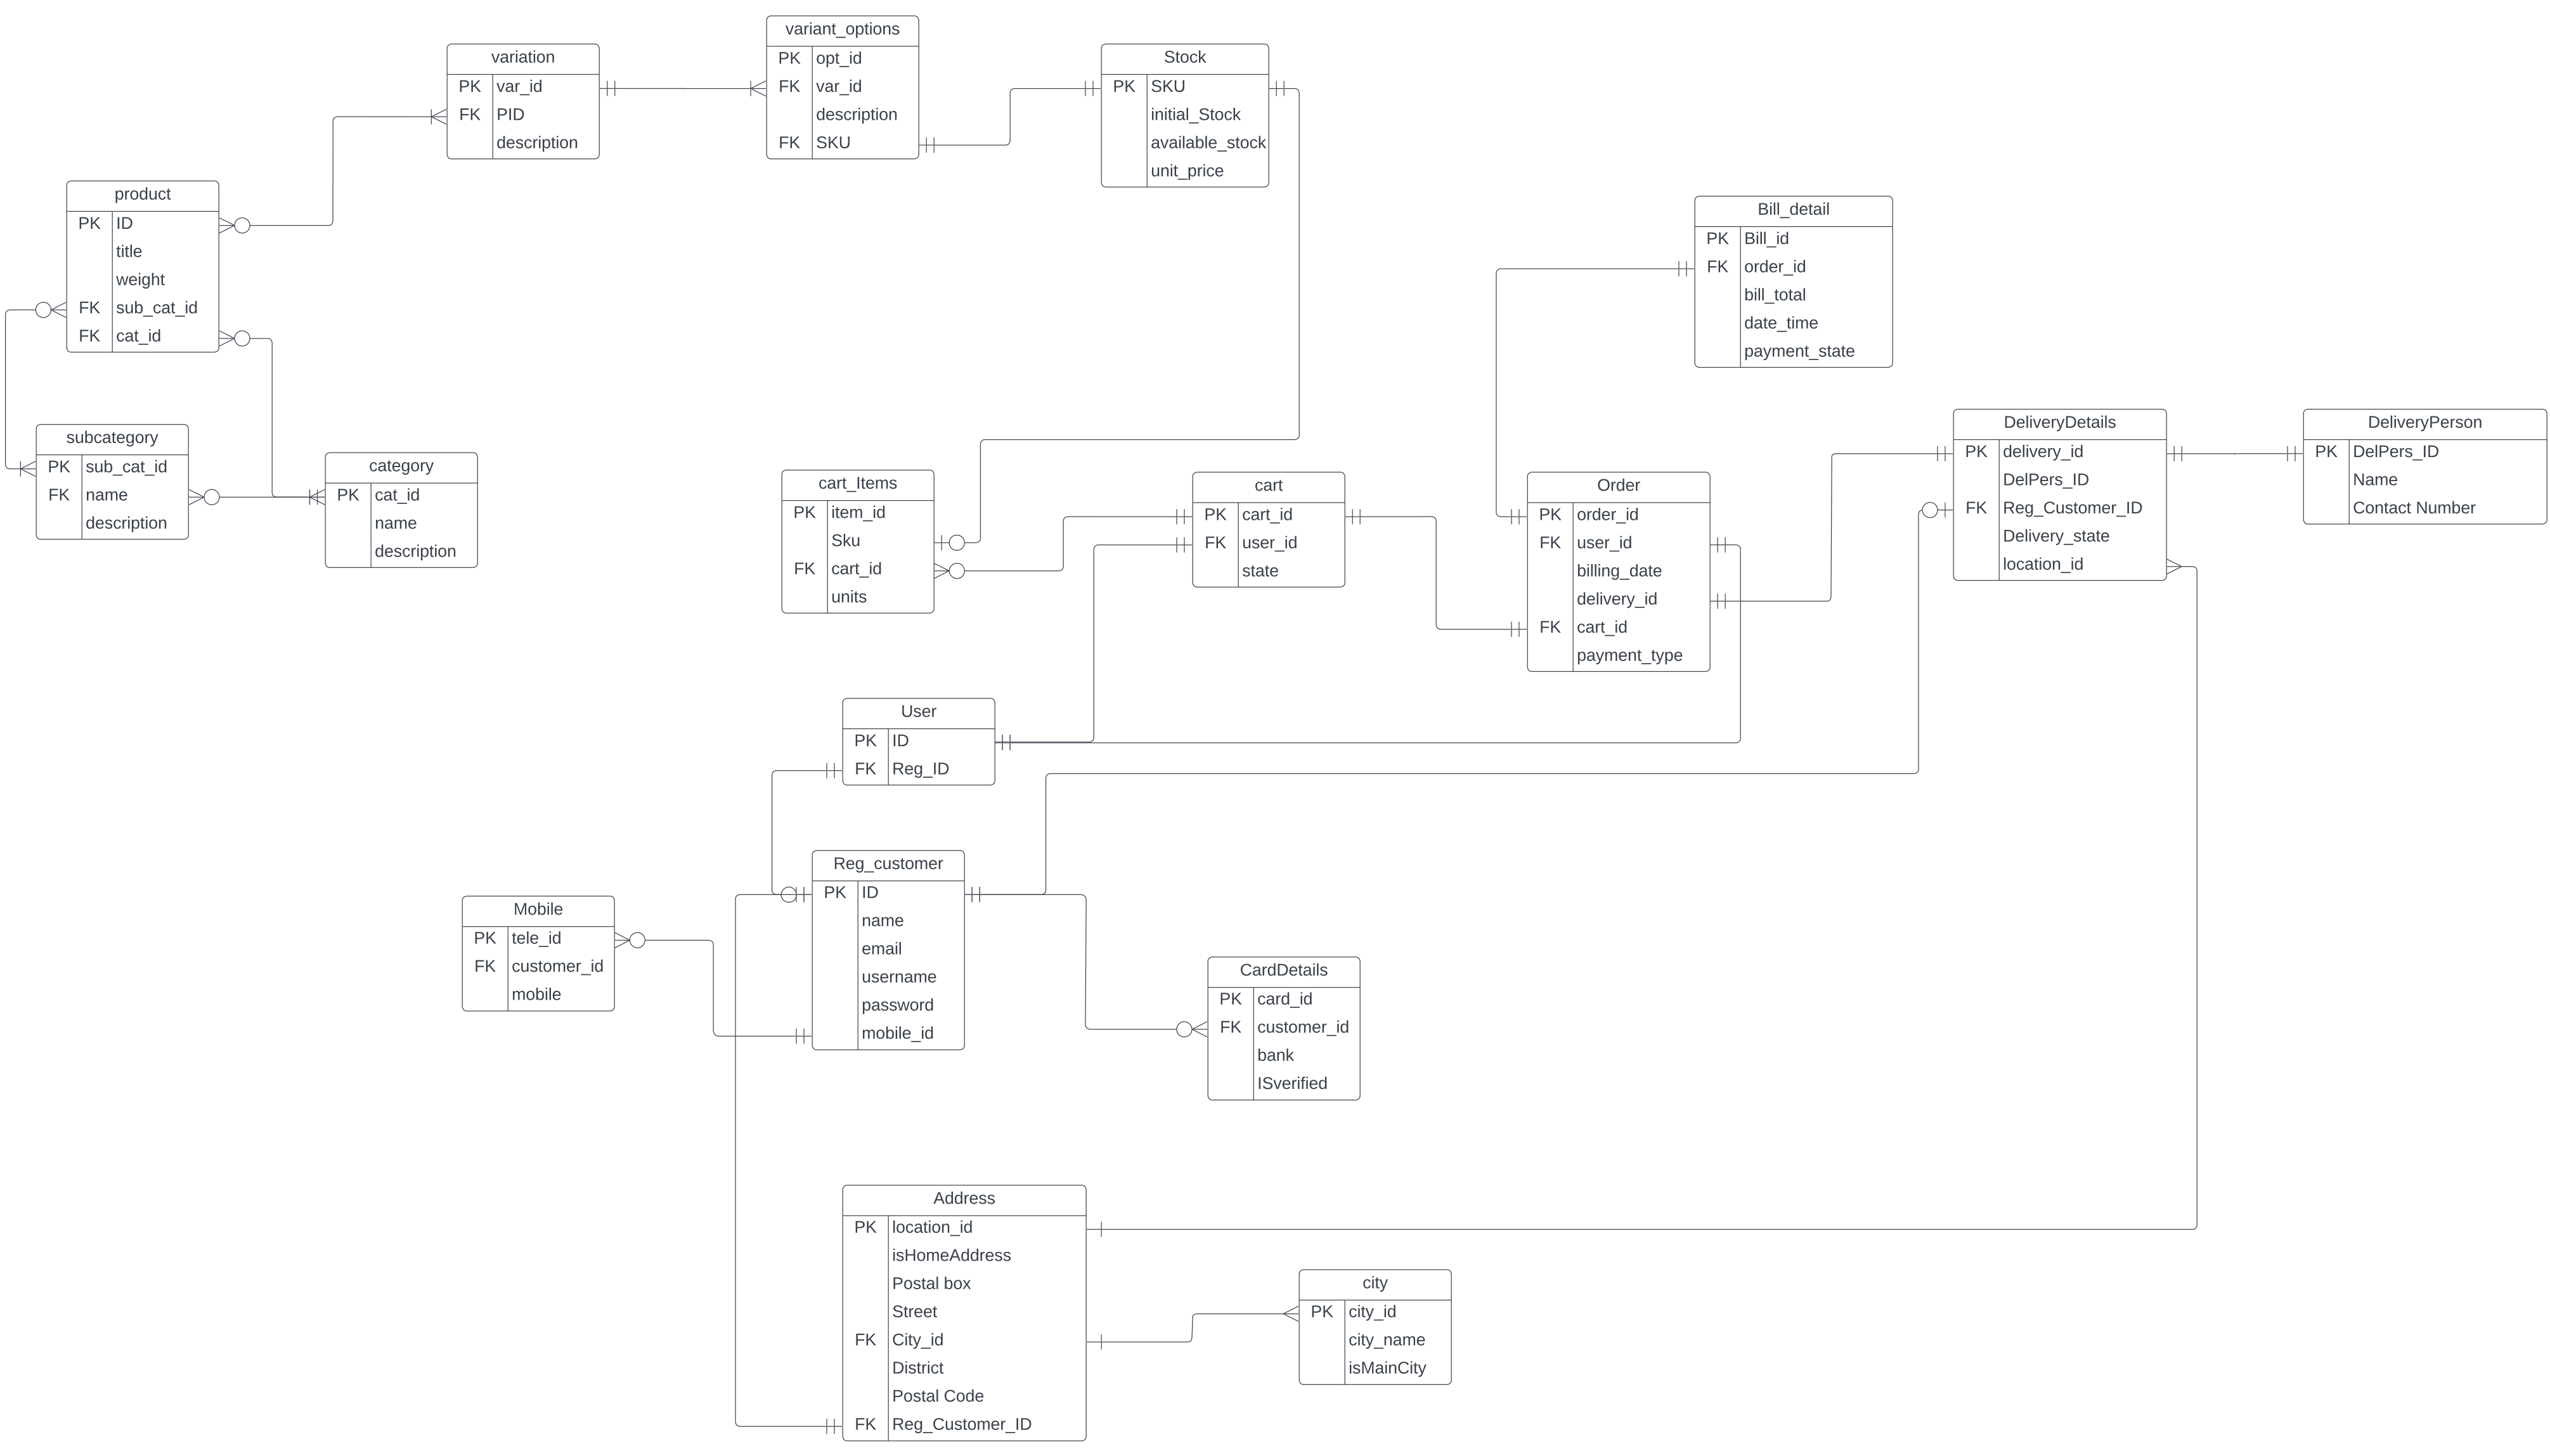 variant_options
PK opt_id
FK var_id
description
FK SKU
variation
PK var_id
FK PID
description
Stock
PK SKU
initial_Stock
available_stock
unit_price
product
PK ID
title
weight
FK sub_cat_id
FK cat_id
Bill_detail
PK Bill_id
FK order_id
bill_total
date_time
payment_state
subcategory
PK sub_cat_id
FK name
description
category
PK cat_id
name
description
cart_Items
PK item_id
Sku
FK cart_id
units
cart
PK cart_id
FK user_id
state
Order
PK order_id
FK user_id
billing_date
delivery_id
FK cart_id
payment_type
DeliveryDetails
PK delivery_id
DelPers_ID
FK Reg_Customer_ID
Delivery_state
location_id
DeliveryPerson
PK DelPers_ID
Name
Contact Number
User
PK ID
FK Reg_ID
Reg_customer
PK ID
name
email
username
password
mobile_id
Mobile
PK tele_id
FK customer_id
mobile
CardDetails
PK card_id
FK customer_id
bank
ISverified
Address
PK location_id
isHomeAddress
Postal box
Street
FK City_id
District
Postal Code
FK Reg_Customer_ID
city
PK city_id
city_name
isMainCity